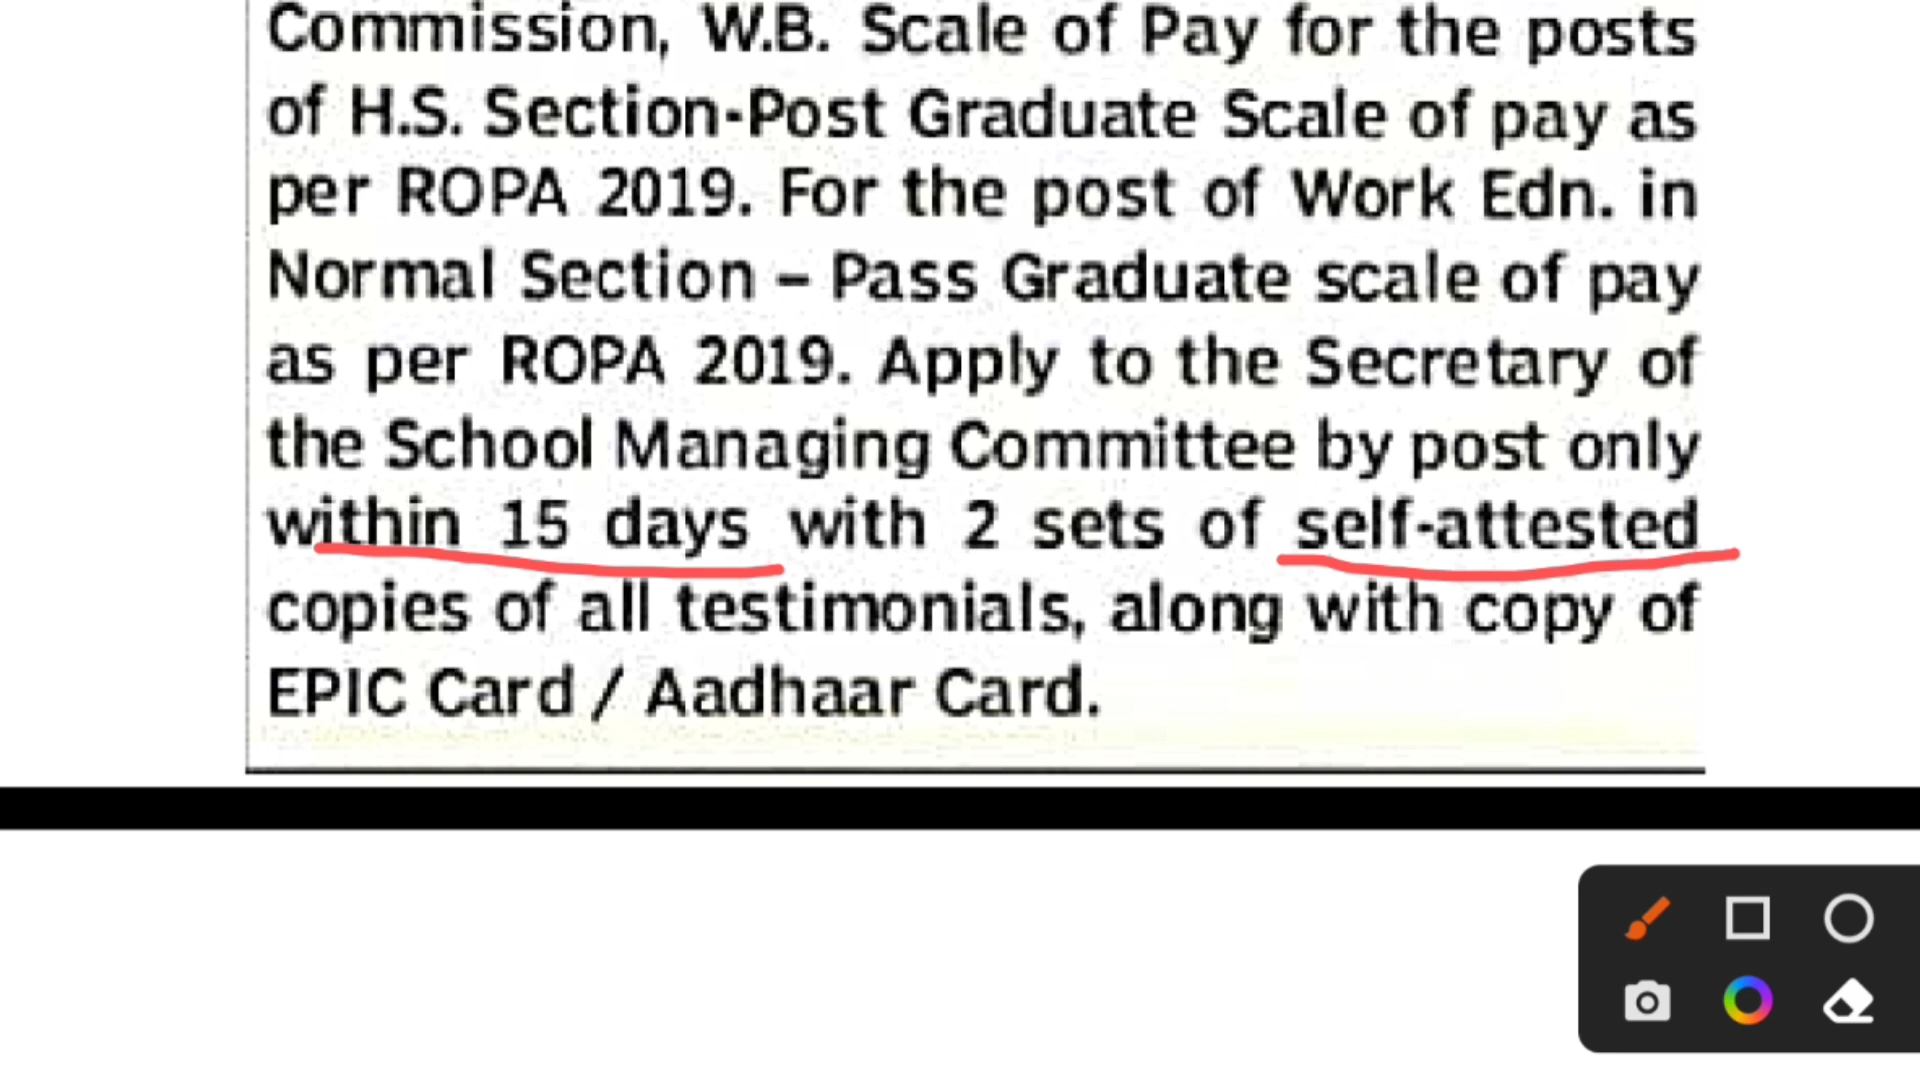 Commission, W.B. Scale of Pay for the posts
of H.S. Section-Post Graduate Scale of pay as
per ROPA 2019. For the post of Work Edn. in
Normal Section – Pass Graduate scale of pay
as per ROPA 2019. Apply to the Secretary of
the School Managing Committee by post only
within 15 days with 2 sets of self-attested
copies of all testimonials, along with copy of
EPIC Card / Aadhaar Card.